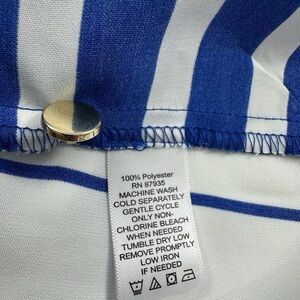 100% Polyester
RN 87935
MACHINE WASH
COLD SEPARATELY
GENTLE CYCLE
ONLY NON-
CHLORINE BLEACH
WHEN NEEDED
TUMBLE DRY LOW
REMOVE PROMPTLY
LOW IRON
IF NEEDED